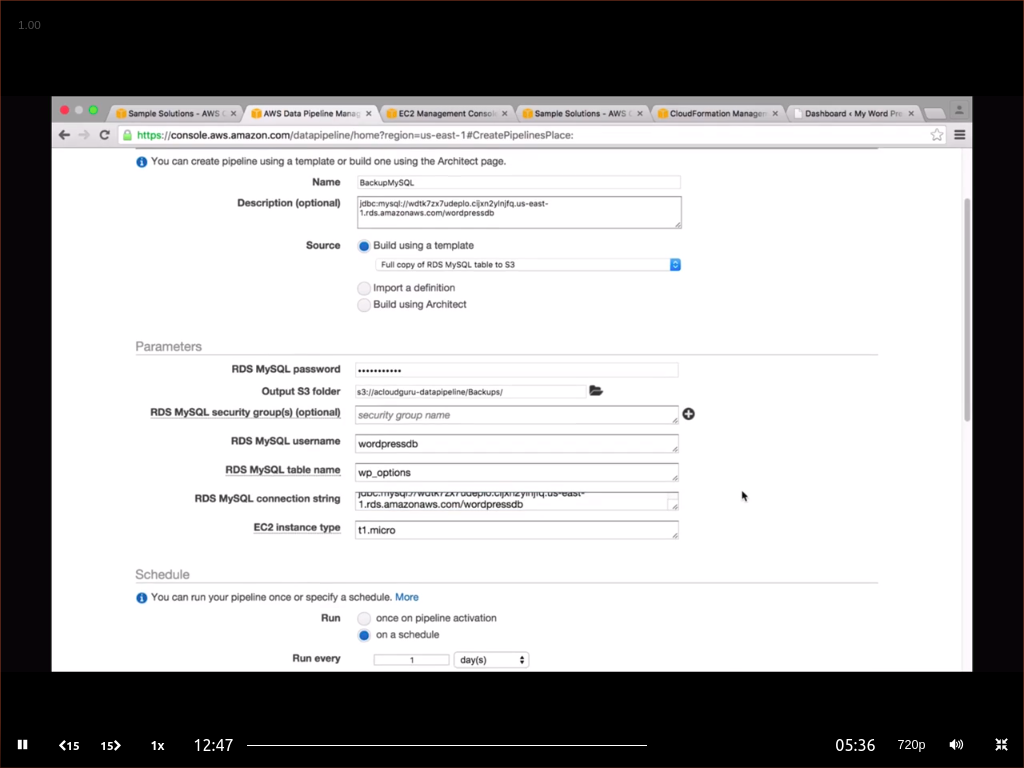 1.00
Sample Solutions - AWS
AWS Data Pipeline Manag
EC2 Management Consol
Sample Solutions - AWS
CloudFormation Managem
Dashboard ‹ My Word Pre
https://console.aws.amazon.com/datapipeline/home?region=us-east-1#CreatePipelinesPlace:
You can create pipeline using a template or build one using the Architect page.
Name BackupMySQL
Description (optional) jdbc:mysql://wdtk7zx7udeplo.cijxn2ylnjfq.us-east-
1.rds.amazonaws.com/wordpressdb
Source Build using a template
Full copy of RDS MySQL table to S3
Import a definition
Build using Architect
Parameters
RDS MySQL password •••••••••••
Output S3 folder s3://acloudguru-datapipeline/Backups/
RDS MySQL security group(s) (optional) security group name
RDS MySQL username wordpressdb
RDS MySQL table name wp_options
RDS MySQL connection string jdbc:mysql://wdtk7zx7udeplo.cijxn2ylnjfq.us-east-
1.rds.amazonaws.com/wordpressdb
EC2 instance type t1.micro
Schedule
You can run your pipeline once or specify a schedule. More
Run once on pipeline activation
on a schedule
Run every 1 day(s)
15 15 1x 12:47 05:36 720p